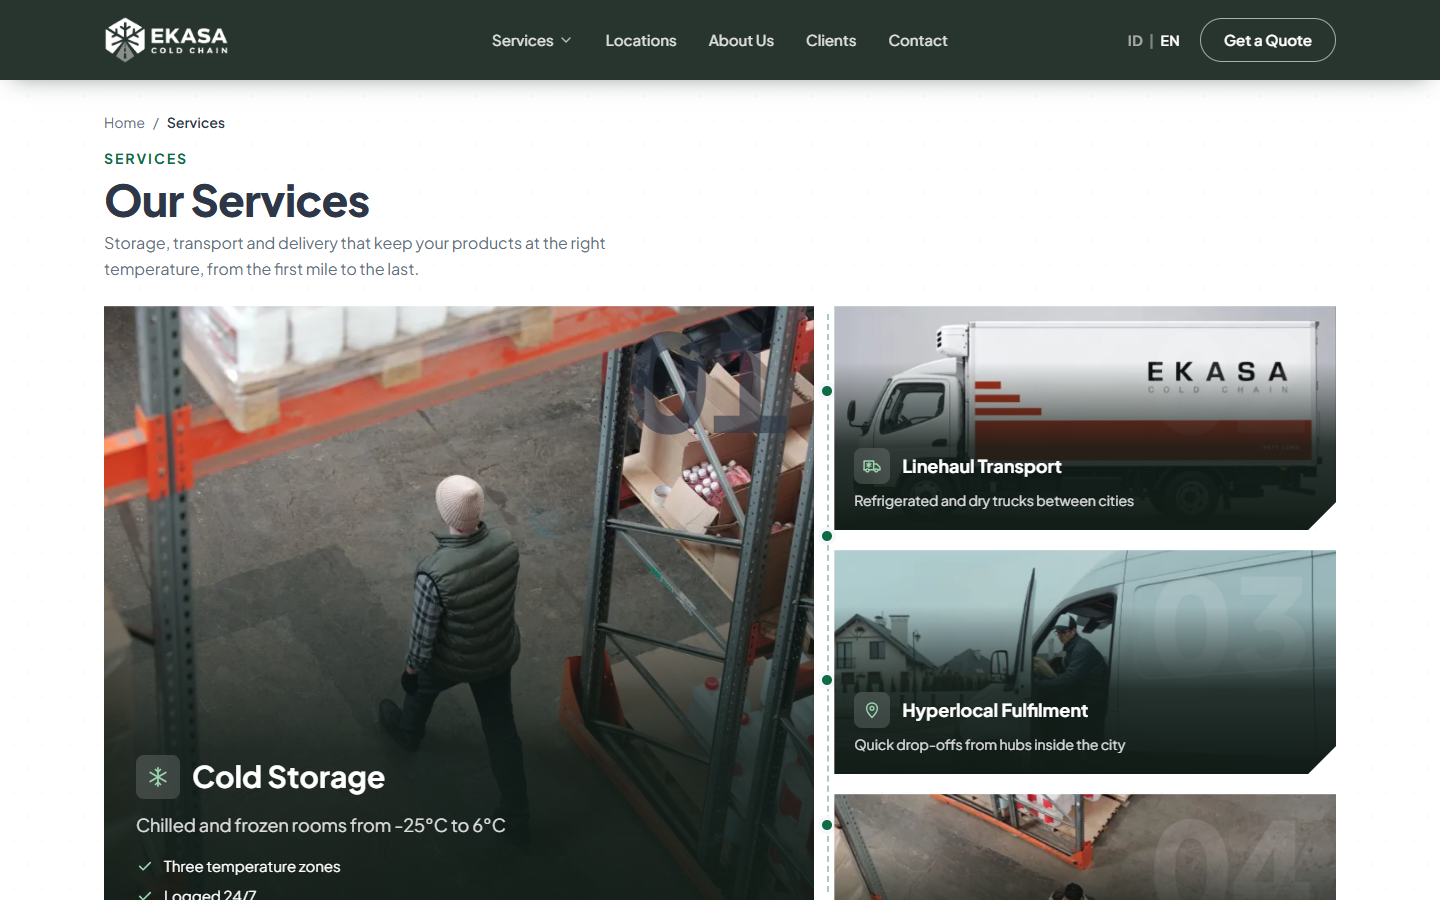 EKASA
COLD CHAIN
Services
Locations
About Us
Clients
Contact
ID | EN
Get a Quote
Home / Services
SERVICES
Our Services
Storage, transport and delivery that keep your products at the right
temperature, from the first mile to the last.
01
Cold Storage
Chilled and frozen rooms from -25°C to 6°C
Three temperature zones
Logged 24/7
EKASA
COLD CHAIN
Linehaul Transport
Refrigerated and dry trucks between cities
03
Hyperlocal Fulfilment
Quick drop-offs from hubs inside the city
04